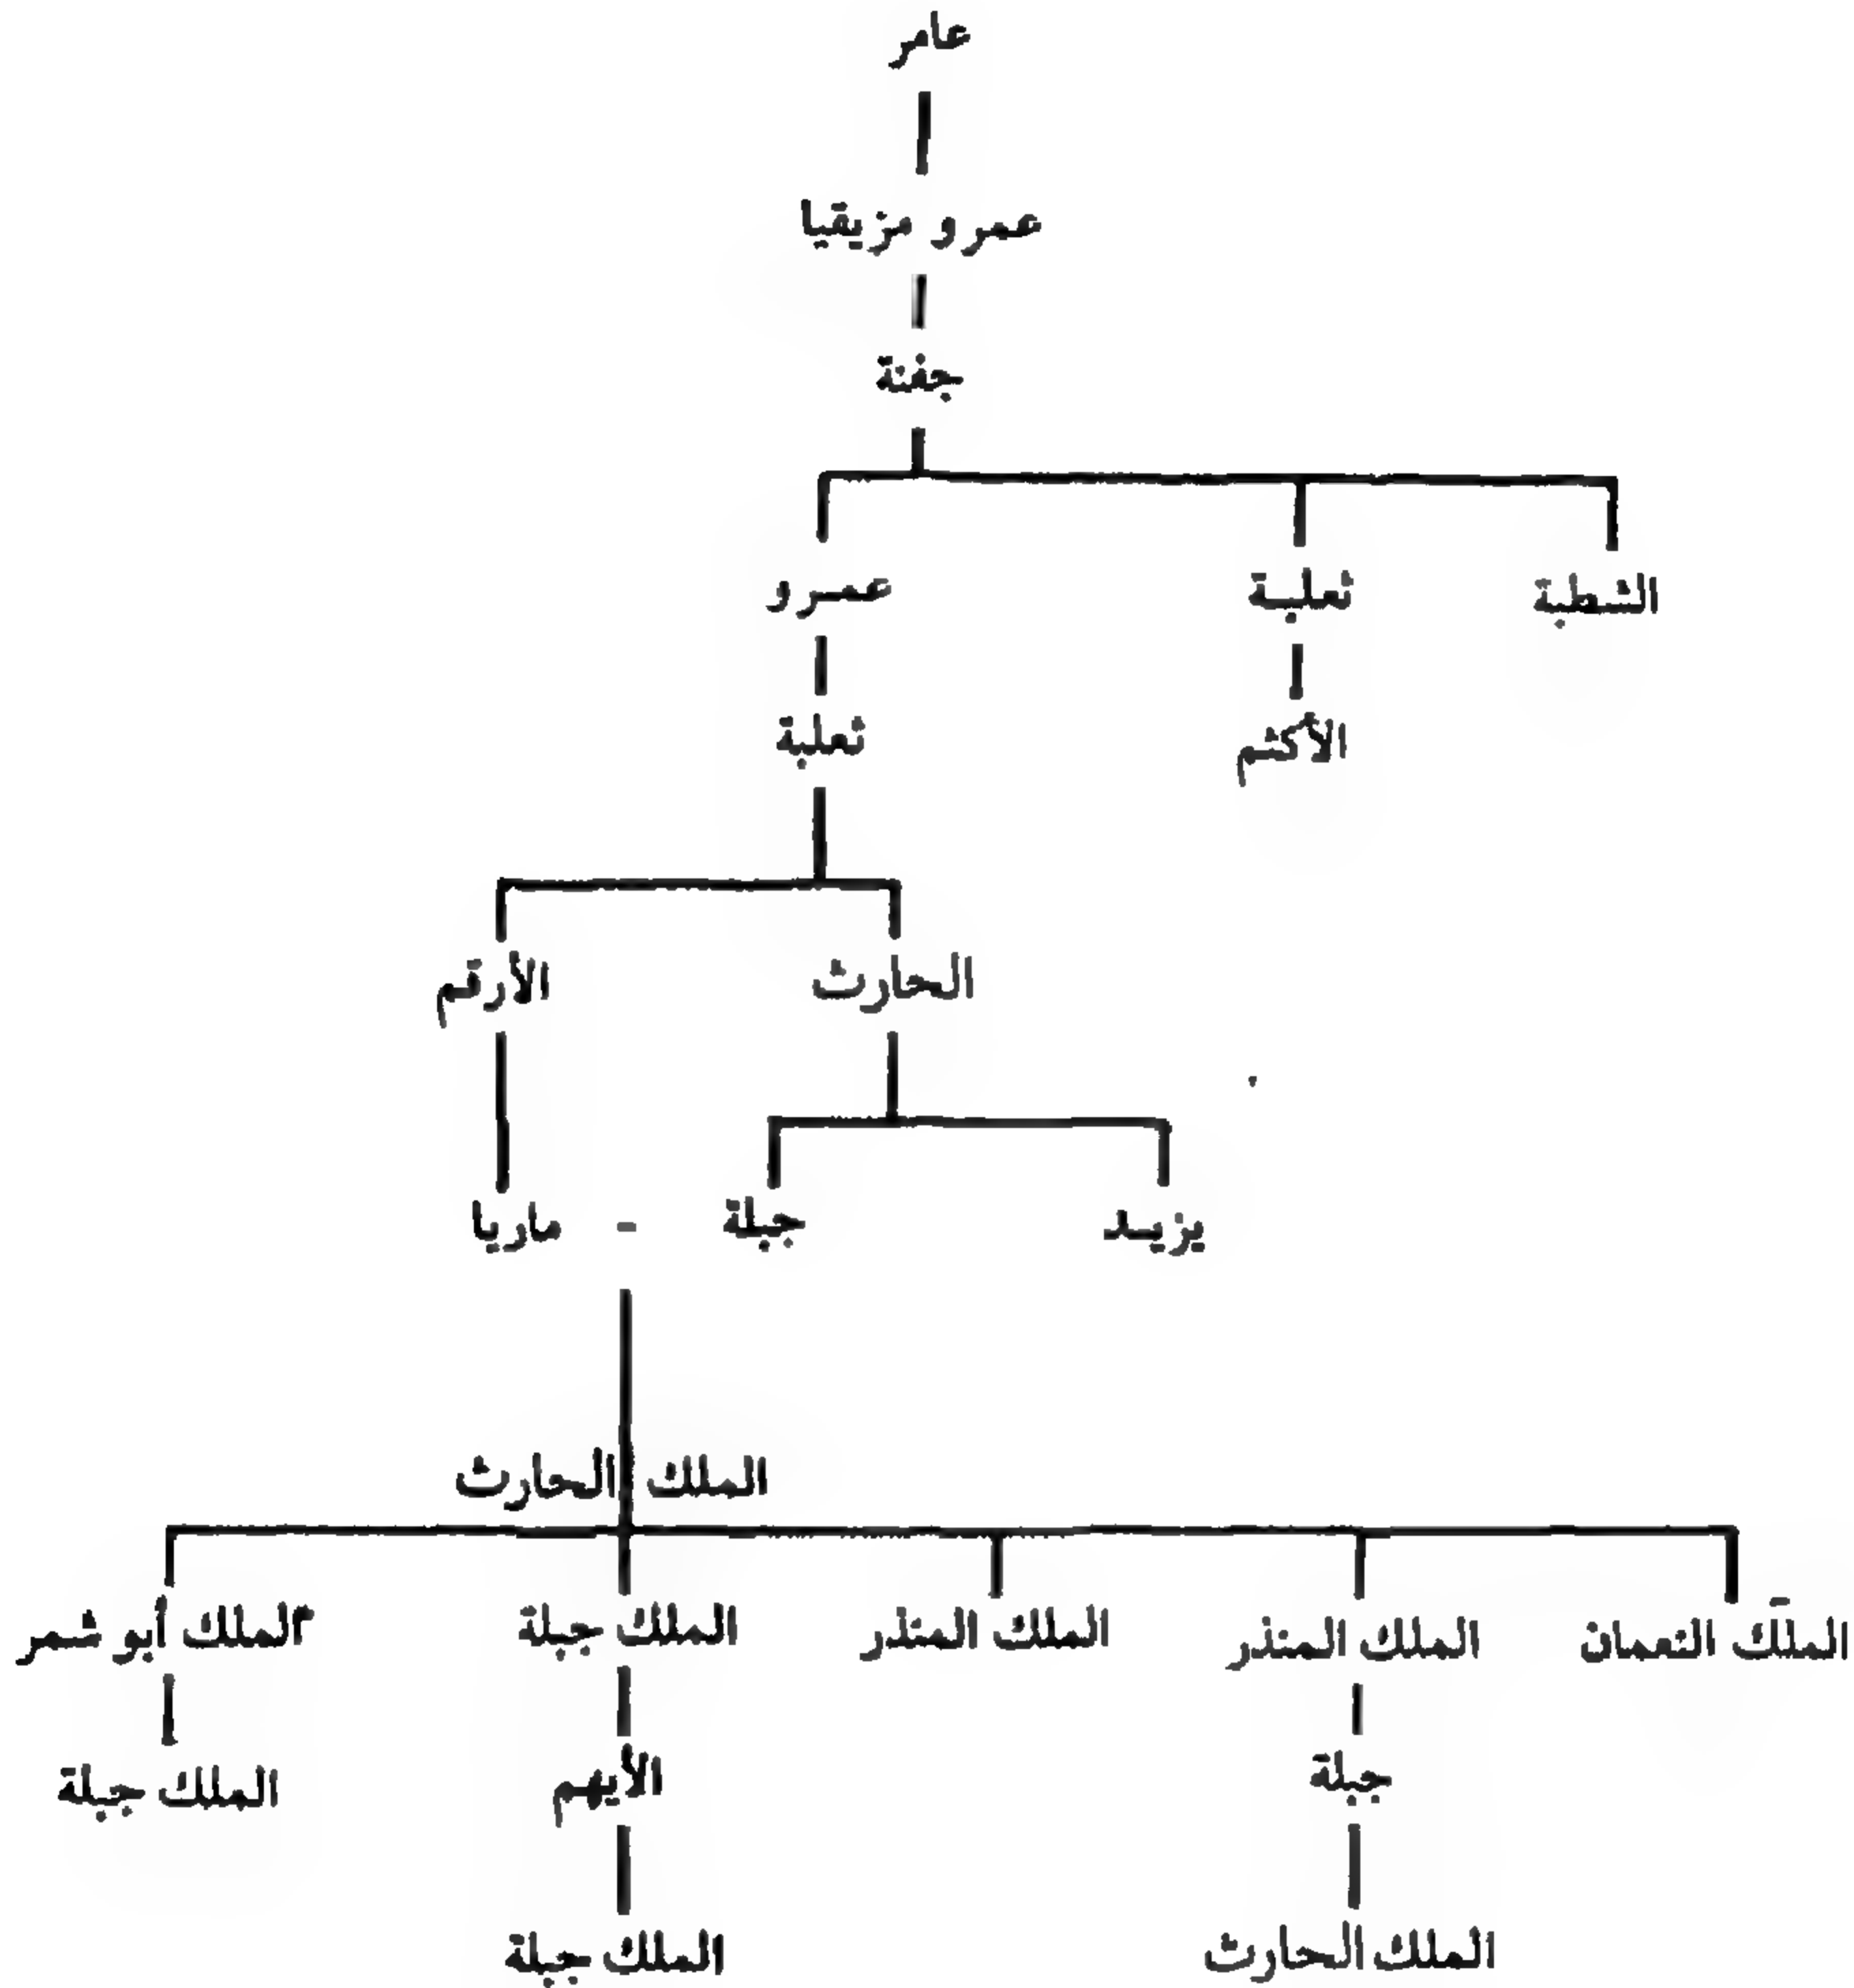 عامر
عمرو مزيقيا
جفنة
الشطبة ثعلبة عمرو
الأكثم ثعلبة
الحارث الأرقم
يزيد جبلة - ماريا
الملك الحارث
الملك النعمان الملك المنذر الملك المنذر الملك جبلة الملك أبو شمر
جبلة الأيهم الملك جبلة
الملك الحارث الملك جبلة